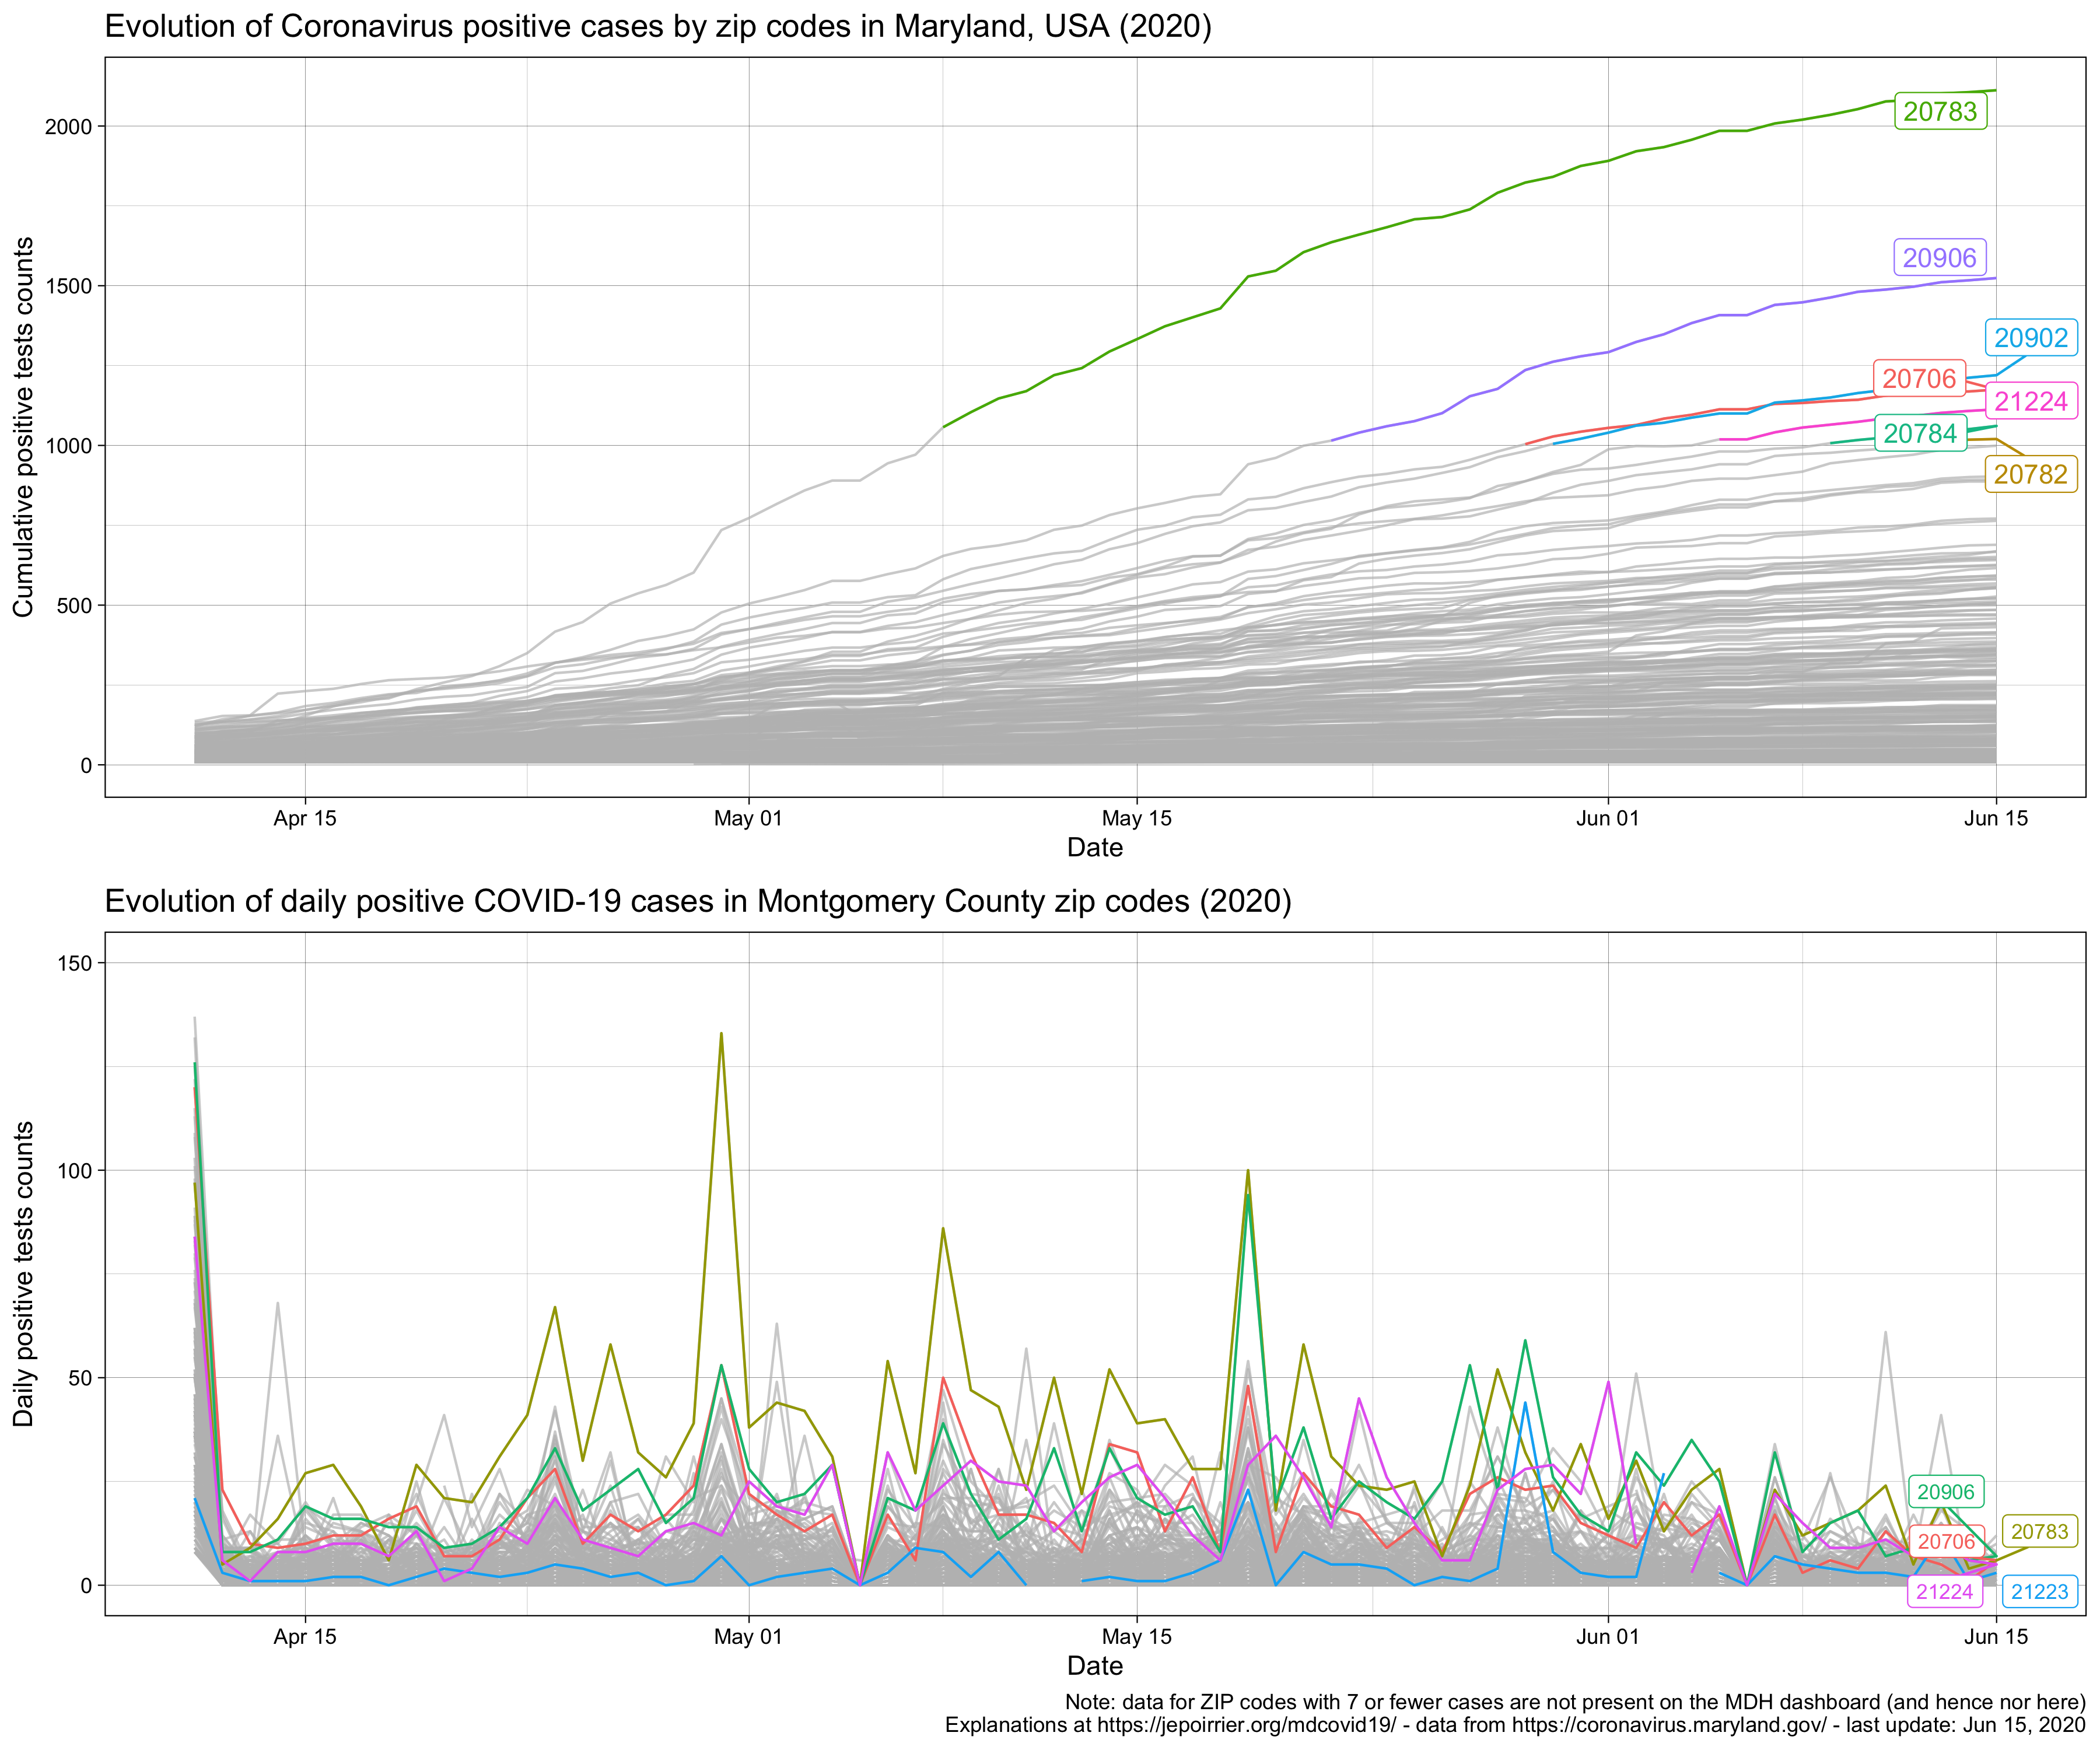 Evolution of Coronavirus positive cases by zip codes in Maryland, USA (2020)
Cumulative positive tests counts
2000
1500
1000
500
0
20783
20906
20902
20706
21224
20784
20782
Apr 15
May 01
May 15
Jun 01
Jun 15
Date
Evolution of daily positive COVID-19 cases in Montgomery County zip codes (2020)
Daily positive tests counts
150
100
50
0
20906
20783
20706
21224
21223
Apr 15
May 01
May 15
Jun 01
Jun 15
Date
Note: data for ZIP codes with 7 or fewer cases are not present on the MDH dashboard (and hence nor here)
Explanations at https://jepoirrier.org/mdcovid19/ - data from https://coronavirus.maryland.gov/ - last update: Jun 15, 2020